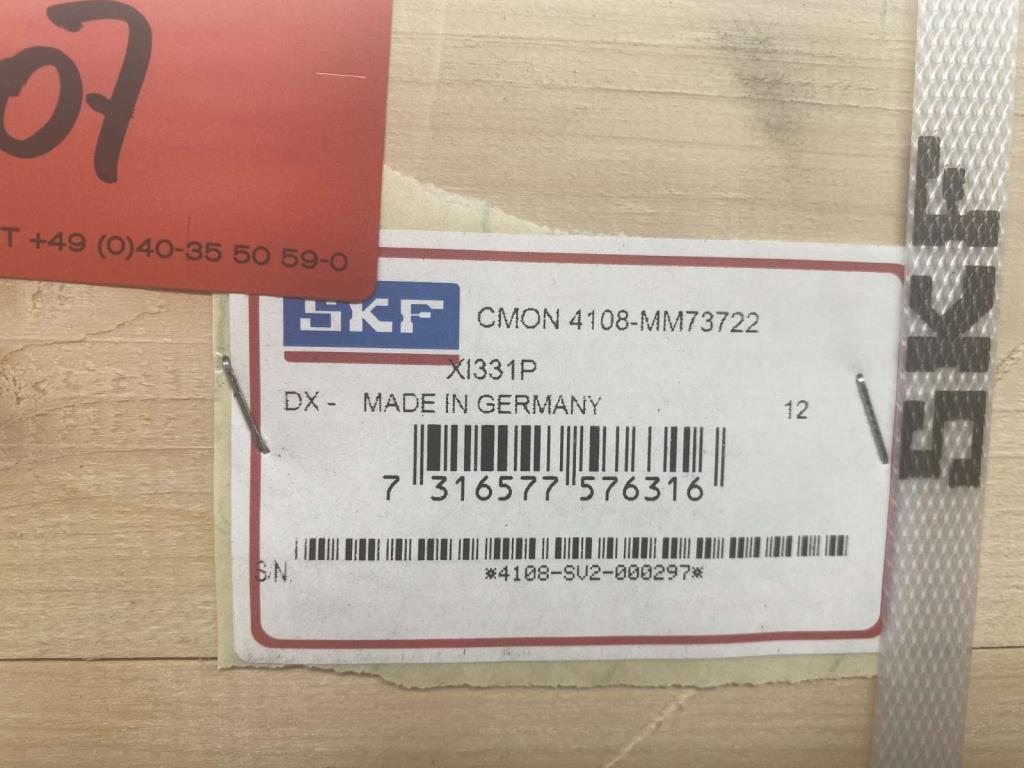 07
T +49 (0)40-35 50 59-0
SKF
CMON 4108-MM73722
XI331P
DX - MADE IN GERMANY 12
7 316577 576316
S/N
*4108-SV2-000297*
SKF